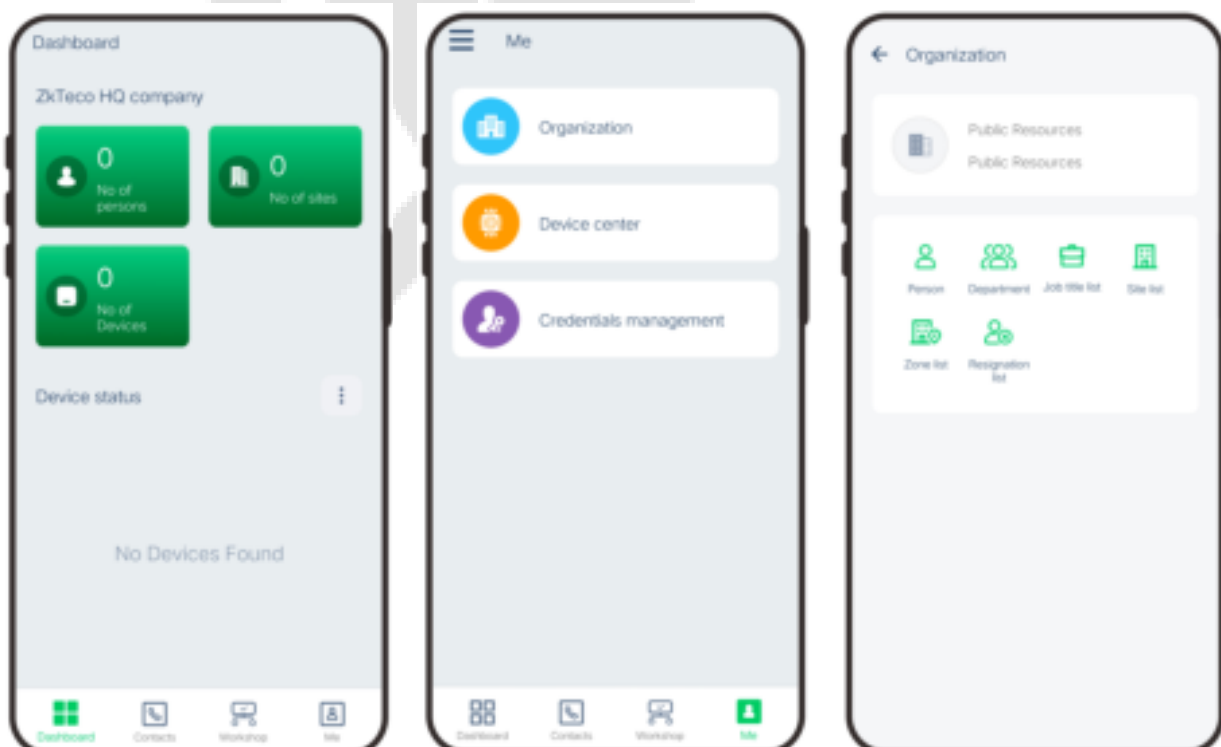 Dashboard
ZkTeco HQ company
0
No of
persons
0
No of sites
0
No of
Devices
Device status
No Devices Found
Dashboard
Contacts
Workshop
Me
Me
Organization
Device center
Credentials management
Dashboard
Contacts
Workshop
Me
Organization
Public Resources
Public Resources
Person
Department
Job title list
Site list
Zone list
Resignation
list